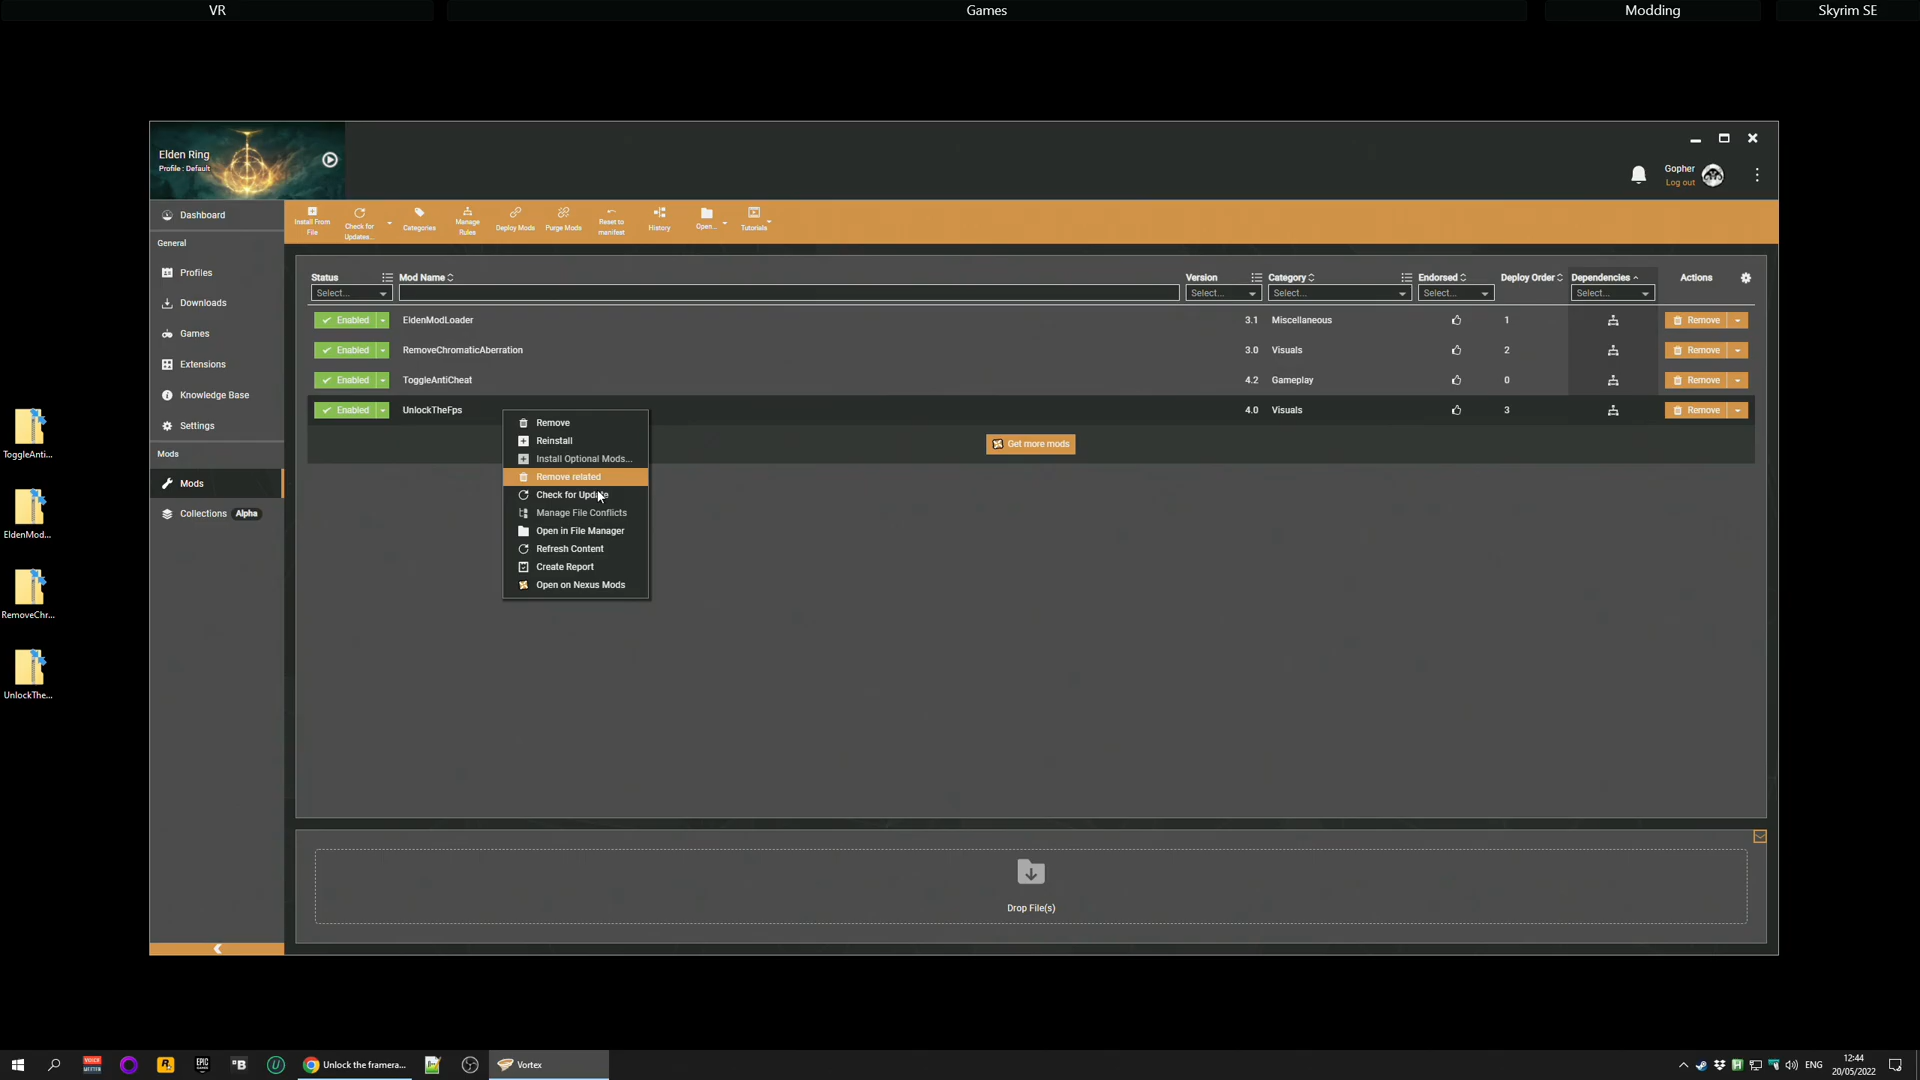 VR
Games
Modding
Skyrim SE
Elden Ring
Profile : Default
Gopher
Log out
Dashboard
General
Profiles
Downloads
Games
Extensions
Knowledge Base
Settings
Mods
Mods
Collections Alpha
Install From
File
Check for
Updates...
Categories
Manage
Rules
Deploy Mods
Purge Mods
Reset to
manifest
History
Open...
Tutorials
Status Mod Name Version Category Endorsed Deploy Order Dependencies Actions
Select... Select... Select... Select... Select...
Enabled EldenModLoader 3.1 Miscellaneous 1 Remove
Enabled RemoveChromaticAberration 3.0 Visuals 2 Remove
Enabled ToggleAntiCheat 4.2 Gameplay 0 Remove
Enabled UnlockTheFps 4.0 Visuals 3 Remove
Remove
Reinstall
Install Optional Mods...
Remove related
Check for Update
Manage File Conflicts
Open in File Manager
Refresh Content
Create Report
Open on Nexus Mods
Get more mods
Drop File(s)
ToggleAnti...
EldenMod...
RemoveChr...
UnlockThe...
VOICE
MEETER
R
EPIC
GAMES
B
U
Unlock the framera...
Vortex
ENG
12:44
20/05/2022